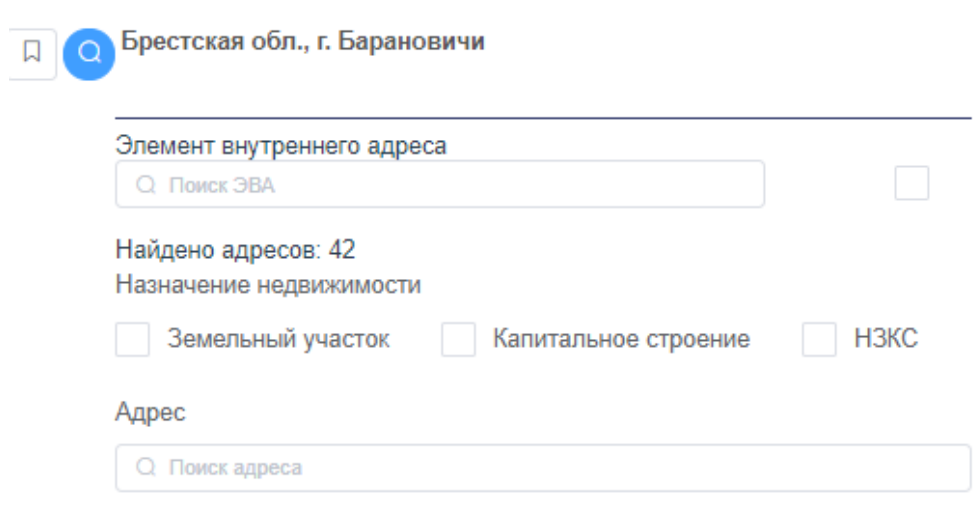 Брестская обл., г. Барановичи
Элемент внутреннего адреса
Поиск ЭВА
Найдено адресов: 42
Назначение недвижимости
Земельный участок Капитальное строение НЗКС
Адрес
Поиск адреса